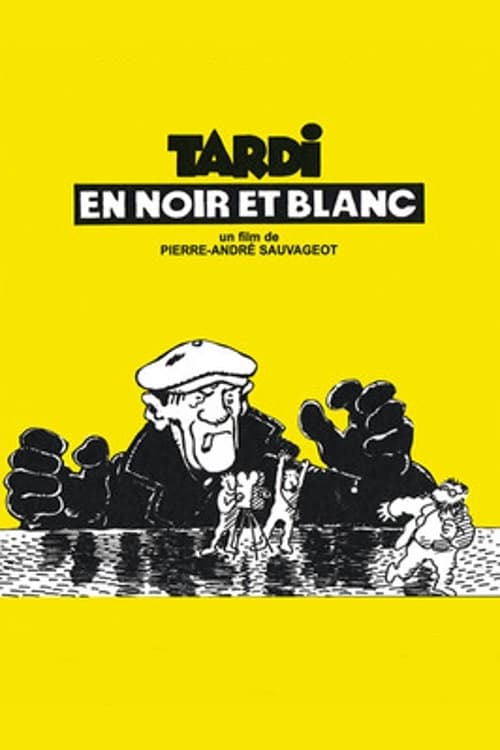 TARDi
EN NOIR ET BLANC
un film de
PIERRE-ANDRÉ SAUVAGEOT